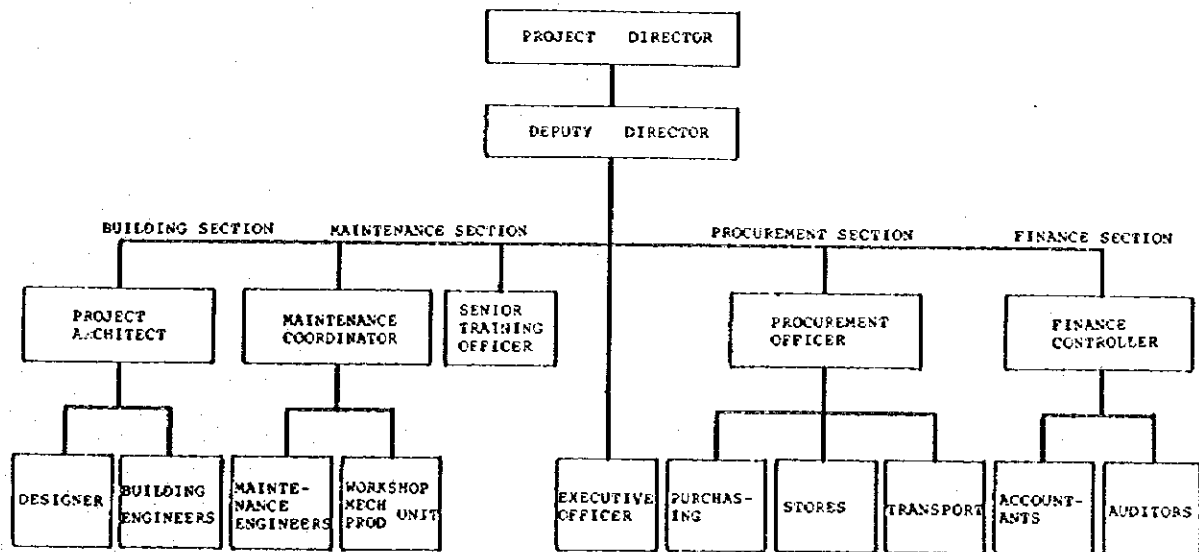 PROJECT DIRECTOR
DEPUTY DIRECTOR
BUILDING SECTION
MAINTENANCE SECTION
PROCUREMENT SECTION
FINANCE SECTION
PROJECT
ARCHITECT
MAINTENANCE
COORDINATOR
SENIOR
TRAINING
OFFICER
PROCUREMENT
OFFICER
FINANCE
CONTROLLER
DESIGNER
BUILDING
ENGINEERS
MAINTE-
NANCE
ENGINEERS
WORKSHOP
MECH UNIT
PROD
EXECUTIVE
OFFICER
PURCHAS-
ING
STORES
TRANSPORT
ACCOUNT-
ANTS
AUDITORS